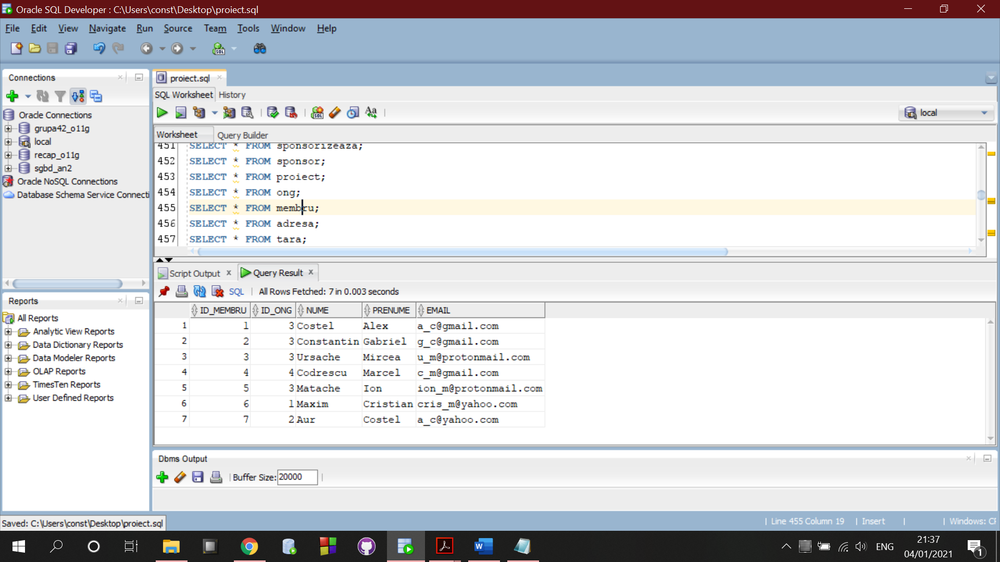 Oracle SQL Developer : C:\Users\const\Desktop\proiect.sql
File Edit View Navigate Run Source Team Tools Window Help
Connections
Oracle Connections
grupa42_o11g
local
recap_o11g
sgbd_an2
Oracle NoSQL Connections
Database Schema Service Connecti
Reports
All Reports
Analytic View Reports
Data Dictionary Reports
Data Modeler Reports
OLAP Reports
TimesTen Reports
User Defined Reports
proiect.sql
SQL Worksheet History
local
Worksheet Query Builder
451 SELECT * FROM sponsorizeaza;
452 SELECT * FROM sponsor;
453 SELECT * FROM proiect;
454 SELECT * FROM ong;
455 SELECT * FROM membru;
456 SELECT * FROM adresa;
457 SELECT * FROM tara;
Script Output Query Result
SQL All Rows Fetched: 7 in 0.003 seconds
ID_MEMBRU ID_ONG NUME PRENUME EMAIL
1 1 3 Costel Alex a_c@gmail.com
2 2 3 Constantin Gabriel g_c@gmail.com
3 3 3 Ursache Mircea u_m@protonmail.com
4 4 4 Codrescu Marcel c_m@gmail.com
5 5 3 Matache Ion ion_m@protonmail.com
6 6 1 Maxim Cristian cris_m@yahoo.com
7 7 2 Aur Costel a_c@yahoo.com
Dbms Output
Buffer Size: 20000
Saved: C:\Users\const\Desktop\proiect.sql
Line 455 Column 19 Insert Windows: CR
ENG
21:37
04/01/2021
1